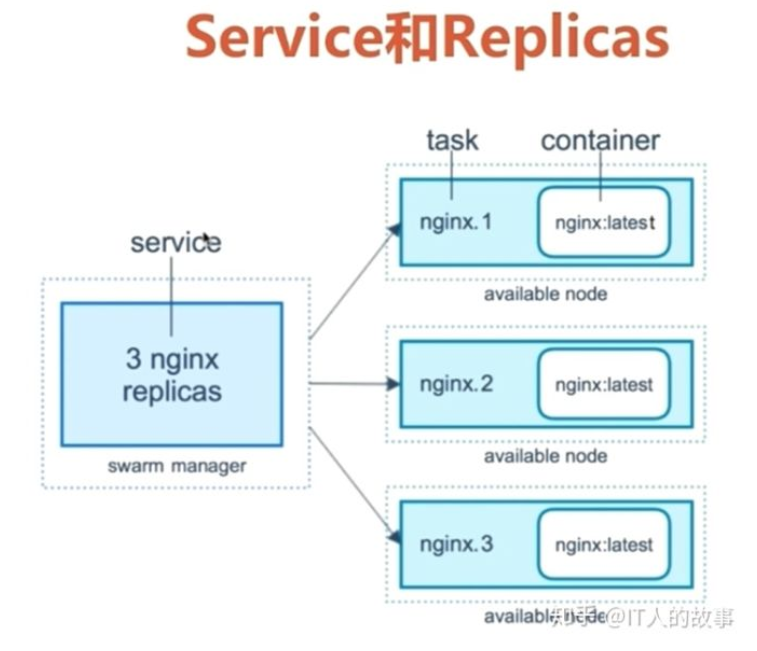 Service和Replicas
task
container
nginx.1
nginx:latest
available node
service
3 nginx
replicas
swarm manager
nginx.2
nginx:latest
available node
nginx.3
nginx:latest
available node
知乎 @IT人的故事